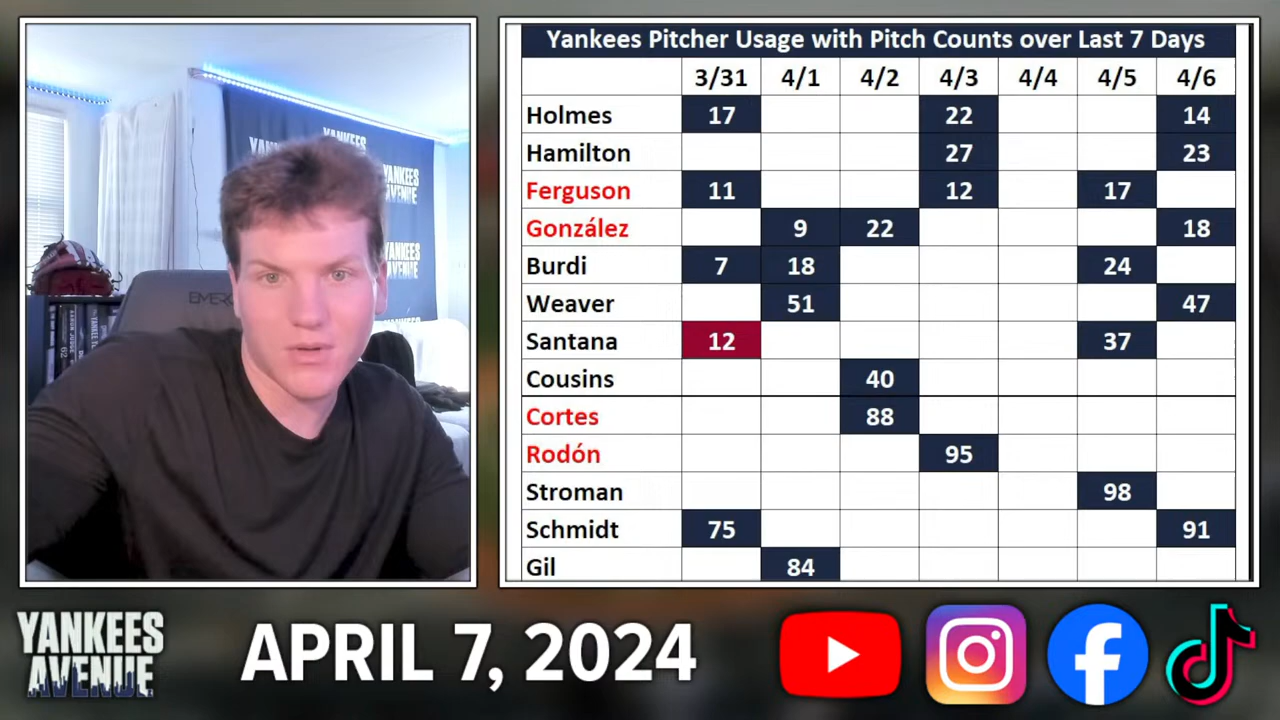 YANKEES
YANKEES
AVENUE
YANKEES
AVENUE
Yankees Pitcher Usage with Pitch Counts over Last 7 Days
3/31 4/1 4/2 4/3 4/4 4/5 4/6
Holmes 17 22 14
Hamilton 27 23
Ferguson 11 12 17
González 9 22 18
Burdi 7 18 24
Weaver 51 47
Santana 12 37
Cousins 40
Cortes 88
Rodón 95
Stroman 98
Schmidt 75 91
Gil 84
YANKEES
AVENUE
APRIL 7, 2024